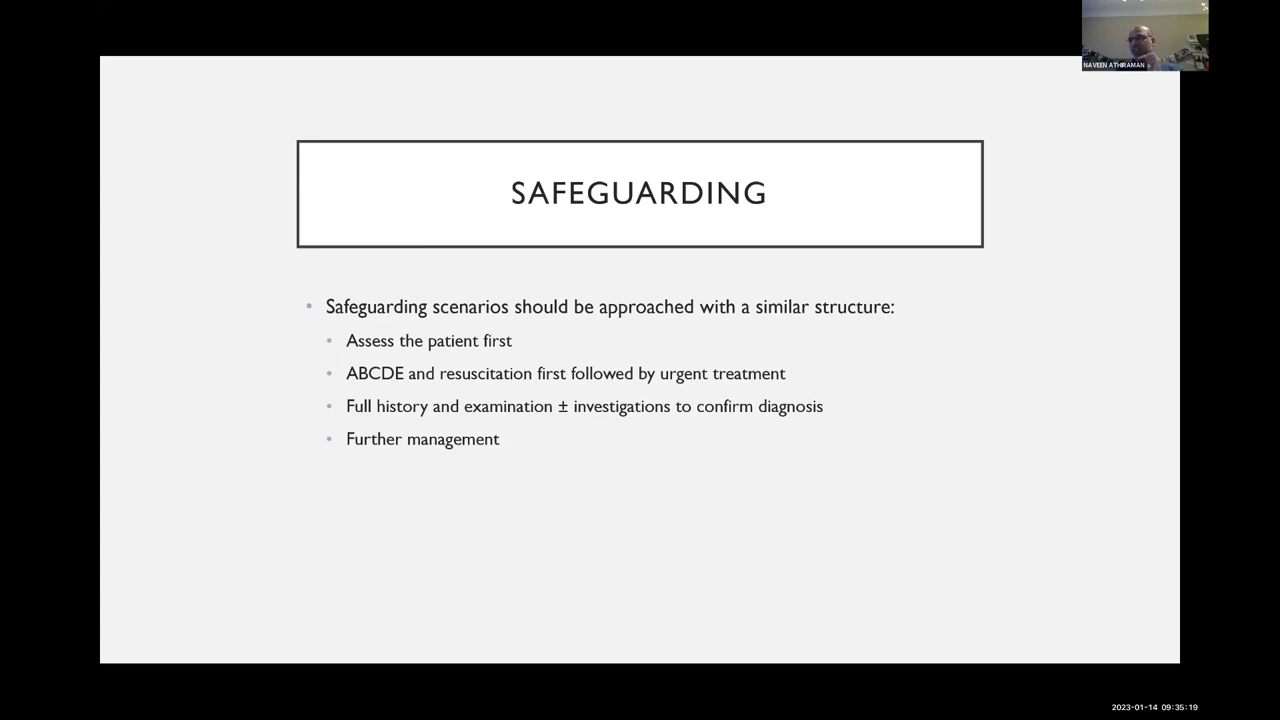 NAVEEN ATHIRAMAN
SAFEGUARDING
• Safeguarding scenarios should be approached with a similar structure:
• Assess the patient first
• ABCDE and resuscitation first followed by urgent treatment
• Full history and examination ± investigations to confirm diagnosis
• Further management
2023-01-14 09:35:19